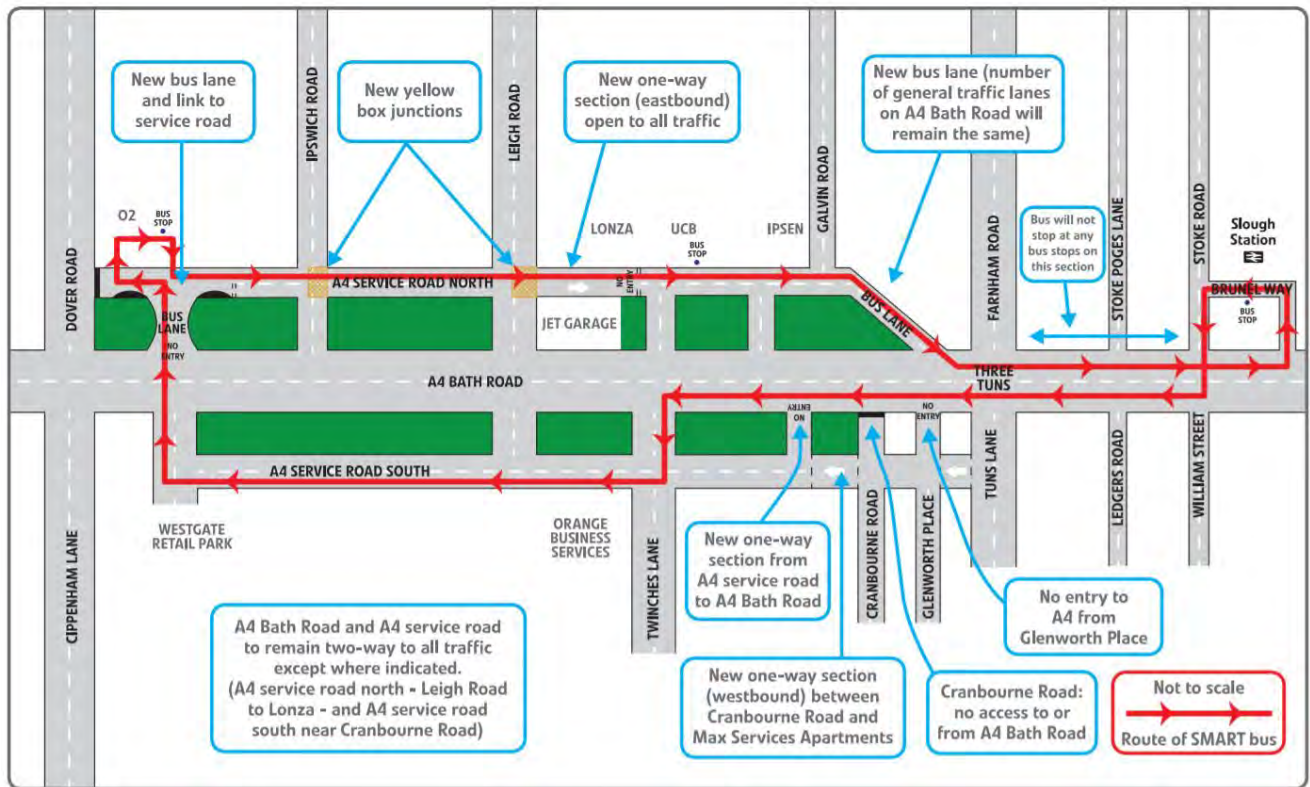 New bus lane
and link to
service road
New yellow
box junctions
New one-way
section (eastbound)
open to all traffic
New bus lane (number
of general traffic lanes
on A4 Bath Road will
remain the same)
IPSWICH ROAD
LEIGH ROAD
GALVIN ROAD
DOVER ROAD
FARNHAM ROAD
STOKE POGES LANE
STOKE ROAD
O2
BUS
STOP
LONZA
UCB
IPSEN
BUS
STOP
Bus will not
stop at any
bus stops on
this section
Slough
Station
A4 SERVICE ROAD NORTH
NO
ENTRY
BRUNEL WAY
BUS
STOP
BUS
LANE
NO
ENTRY
JET GARAGE
BUS LANE
A4 BATH ROAD
THREE
TUNS
NO
ENTRY
NO
ENTRY
A4 SERVICE ROAD SOUTH
WESTGATE
RETAIL PARK
ORANGE
BUSINESS
SERVICES
CIPPENHAM LANE
TWINCHES LANE
CRANBOURNE ROAD
GLENWORTH PLACE
TUNS LANE
LEDGERS ROAD
WILLIAM STREET
New one-way
section from
A4 service road
to A4 Bath Road
No entry to
A4 from
Glenworth Place
A4 Bath Road and A4 service road
to remain two-way to all traffic
except where indicated.
(A4 service road north - Leigh Road
to Lonza - and A4 service road
south near Cranbourne Road)
New one-way section
(westbound) between
Cranbourne Road and
Max Services Apartments
Cranbourne Road:
no access to or
from A4 Bath Road
Not to scale
Route of SMART bus